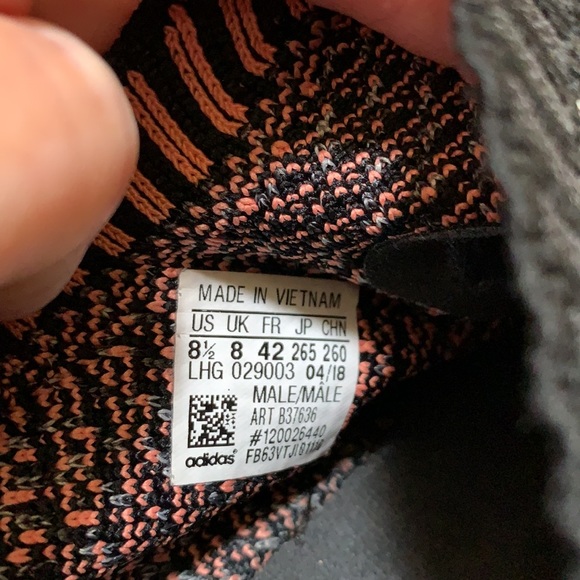 MADE IN VIETNAM
US UK FR JP CHN
8½ 8 42 265 260
LHG 029003 04/18
MALE/MÂLE
ART B37636
#120026440
adidas